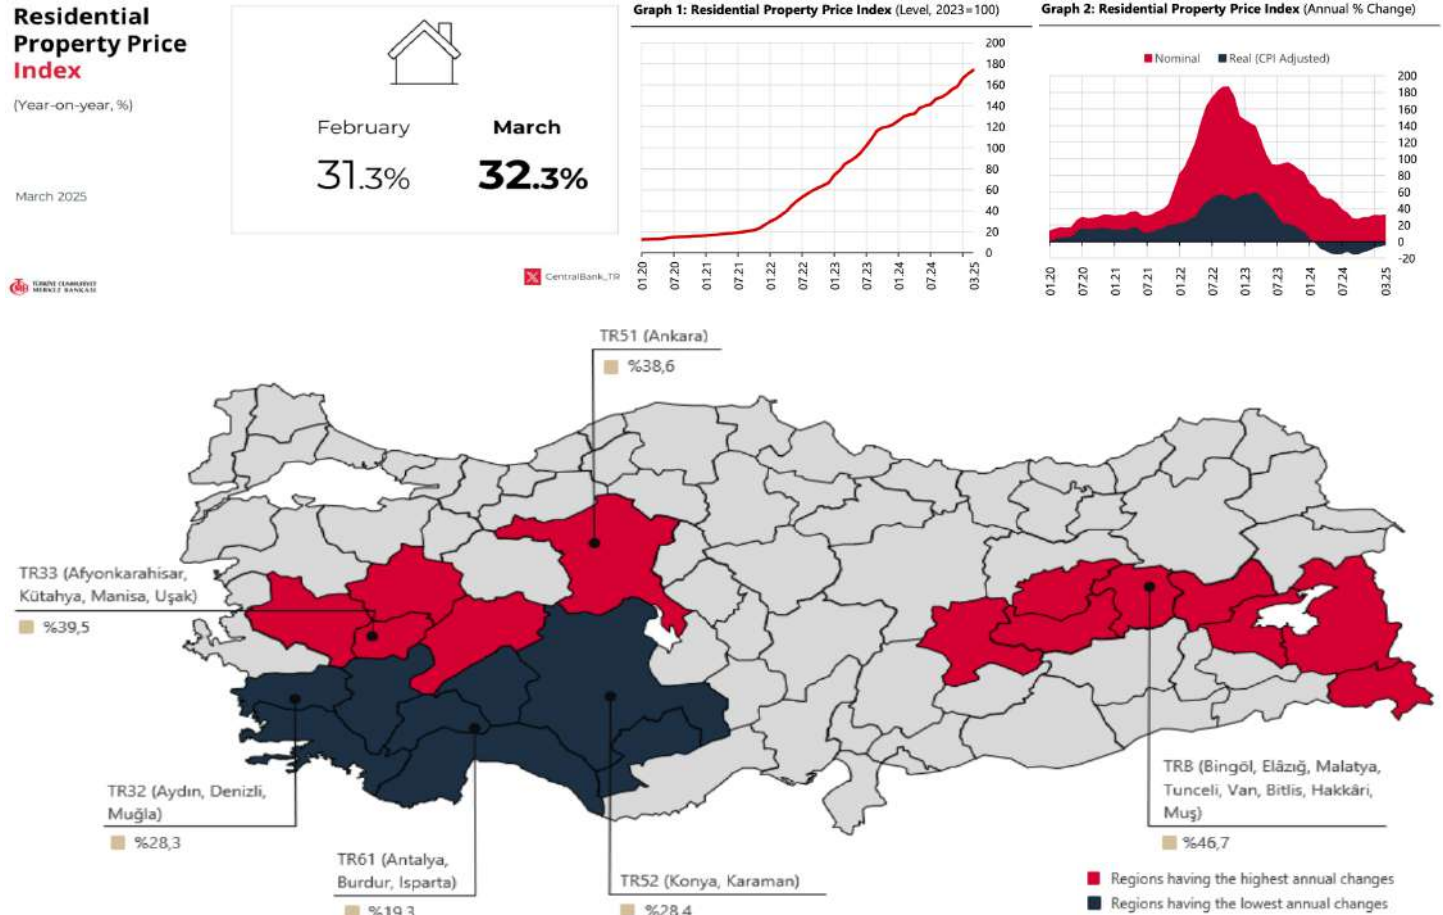 Residential
Property Price
Index
(Year-on-year, %)
March 2025
TÜRKİYE CUMHURİYET
MERKEZ BANKASI
February
31.3%
March
32.3%
CentralBank_TR
Graph 1: Residential Property Price Index (Level, 2023=100)
200
180
160
140
120
100
80
60
40
20
0
01.20
07.20
01.21
07.21
01.22
07.22
01.23
07.23
01.24
07.24
03.25
Graph 2: Residential Property Price Index (Annual % Change)
Nominal
Real (CPI Adjusted)
200
180
160
140
120
100
80
60
40
20
0
-20
01.20
07.20
01.21
07.21
01.22
07.22
01.23
07.23
01.24
07.24
03.25
TR51 (Ankara)
%38,6
TR33 (Afyonkarahisar,
Kütahya, Manisa, Uşak)
%39,5
TR32 (Aydın, Denizli,
Muğla)
%28,3
TR61 (Antalya,
Burdur, Isparta)
%19,3
TR52 (Konya, Karaman)
%28,4
TRB (Bingöl, Elâzığ, Malatya,
Tunceli, Van, Bitlis, Hakkâri,
Muş)
%46,7
Regions having the highest annual changes
Regions having the lowest annual changes